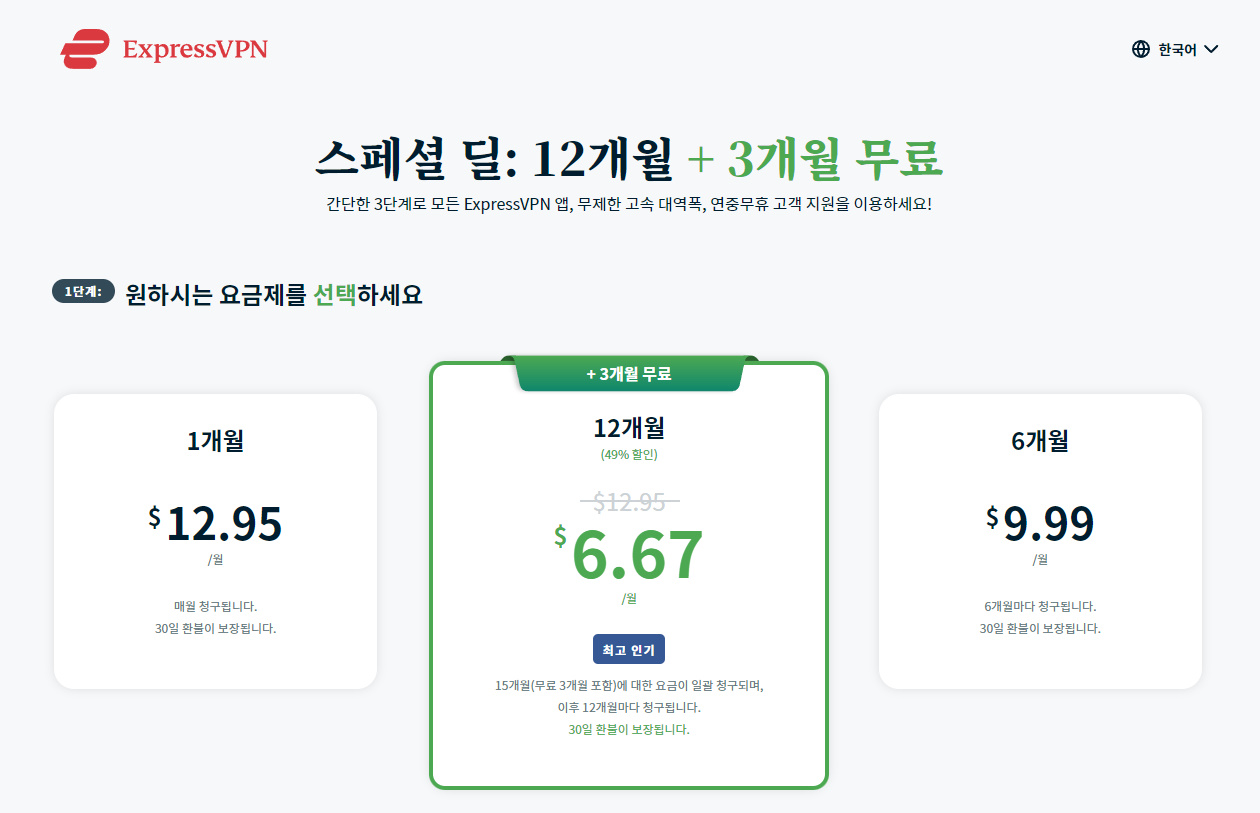 ExpressVPN
한국어
스페셜 딜: 12개월 + 3개월 무료
간단한 3단계로 모든 ExpressVPN 앱, 무제한 고속 대역폭, 연중무휴 고객 지원을 이용하세요!
1단계: 원하시는 요금제를 선택하세요
1개월
$12.95
/월
매월 청구됩니다.
30일 환불이 보장됩니다.
+ 3개월 무료
12개월
(49% 할인)
$12.95
$6.67
/월
최고 인기
15개월(무료 3개월 포함)에 대한 요금이 일괄 청구되며,
이후 12개월마다 청구됩니다.
30일 환불이 보장됩니다.
6개월
$9.99
/월
6개월마다 청구됩니다.
30일 환불이 보장됩니다.